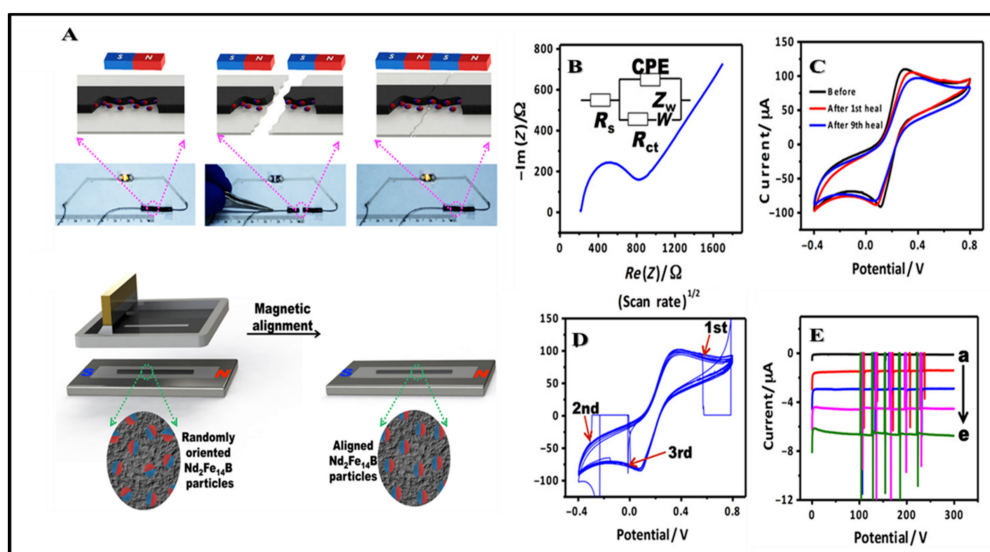 A
S N
S N S N
S N S N
Magnetic
alignment
S N
S N
Randomly
oriented
Nd2Fe14B
particles
Aligned
Nd2Fe14B
particles
B
CPE
Rs
Zw
W
Rct
−Im (Z)/Ω
800
600
400
200
0
0 400 800 1200 1600
Re(Z)/Ω
C
Before
After 1st heal
After 9th heal
Current/ μA
100
50
0
−50
−100
−0.4 0.0 0.4 0.8
Potential/ V
(Scan rate)1/2
D
1st
2nd
3rd
150
100
50
0
−50
−100
−0.4 0.0 0.4 0.8
Potential/ V
E
a
e
Current/ μA
0
−4
−8
−12
0 100 200 300
Potential/ V